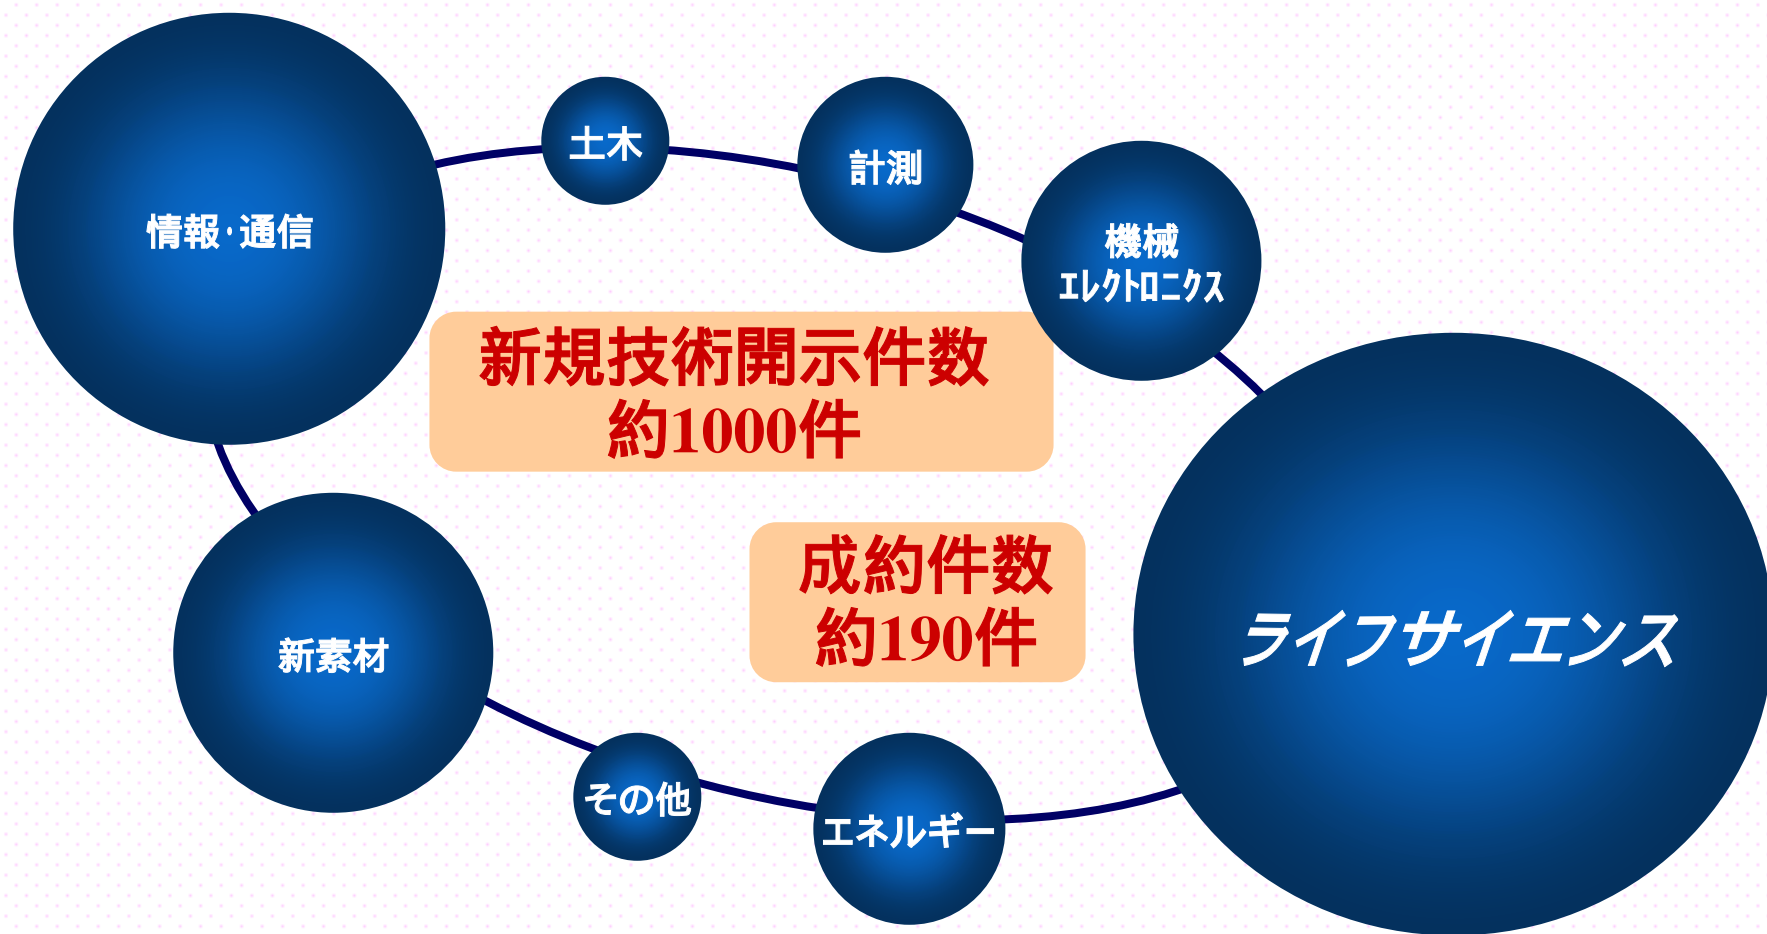 情報・通信
土木
計測
機械
ｴﾚｸﾄﾛﾆｸｽ
新規技術開示件数
約1000件
成約件数
約190件
ライフサイエンス
新素材
その他
エネルギー